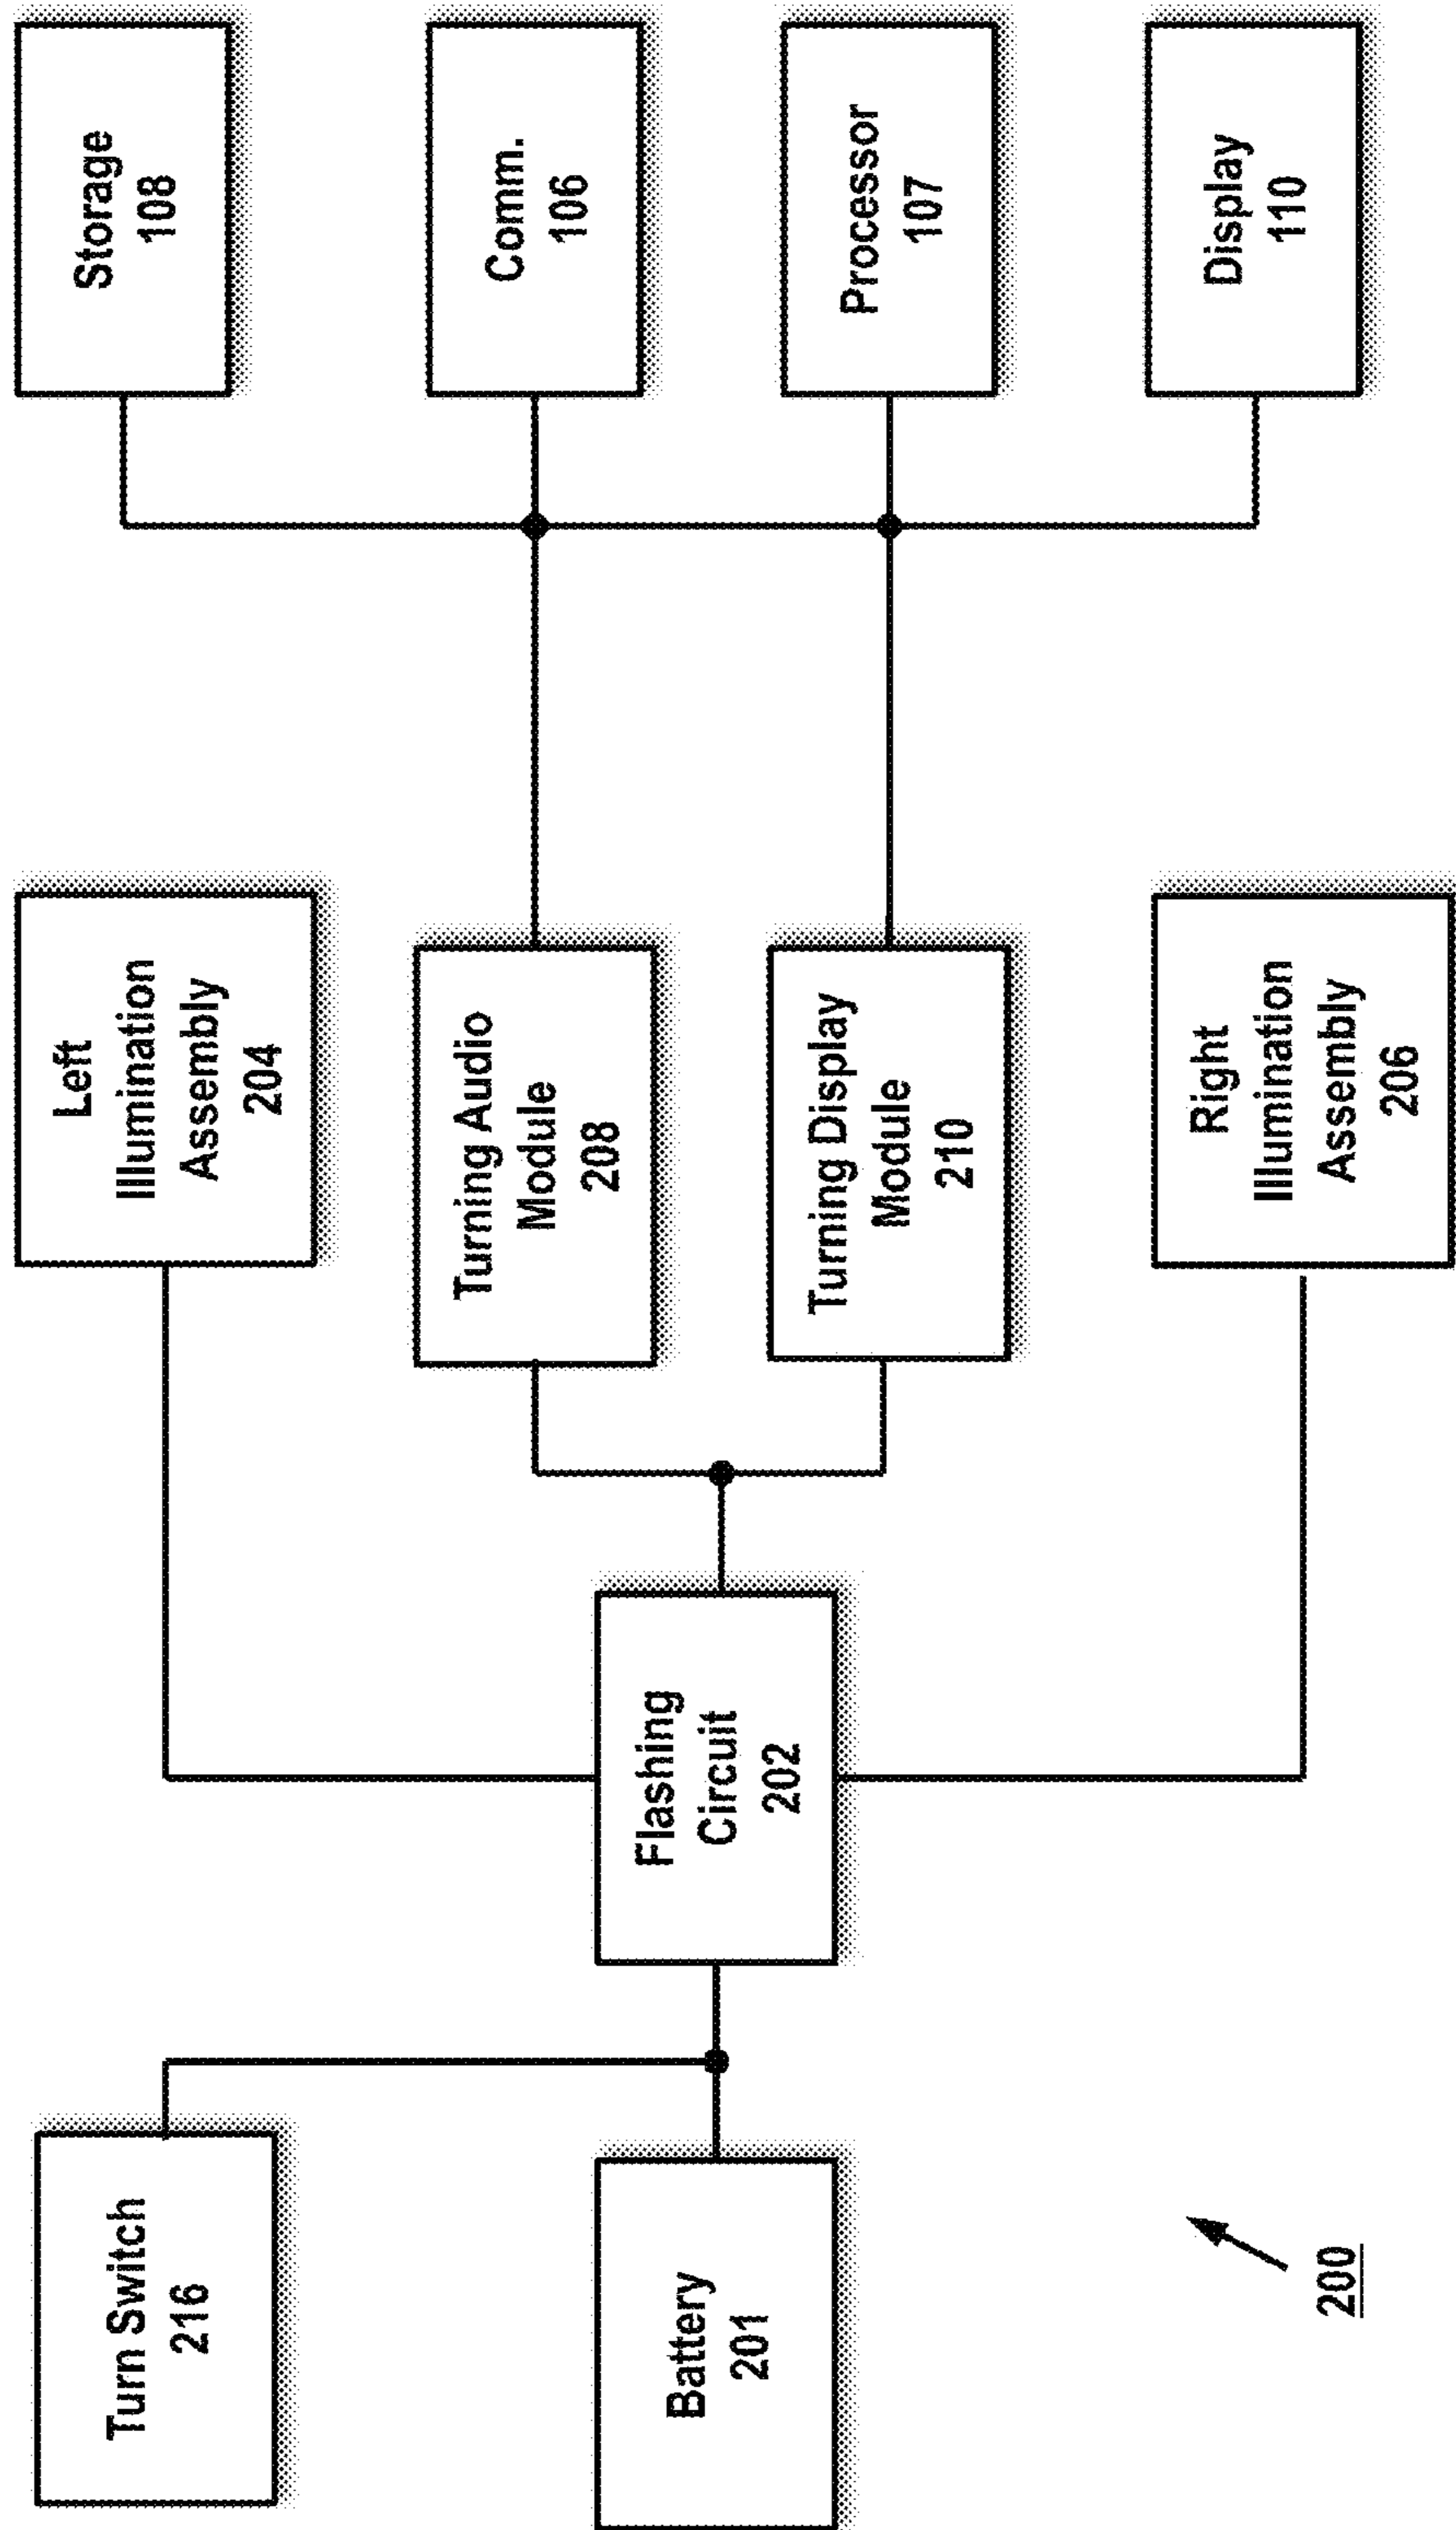 Turn Switch
216
Battery
201
200
Flashing
Circuit
202
Left
Illumination
Assembly
204
Turning Audio
Module
208
Turning Display
Module
210
Right
Illumination
Assembly
206
Storage
108
Comm.
106
Processor
107
Display
110